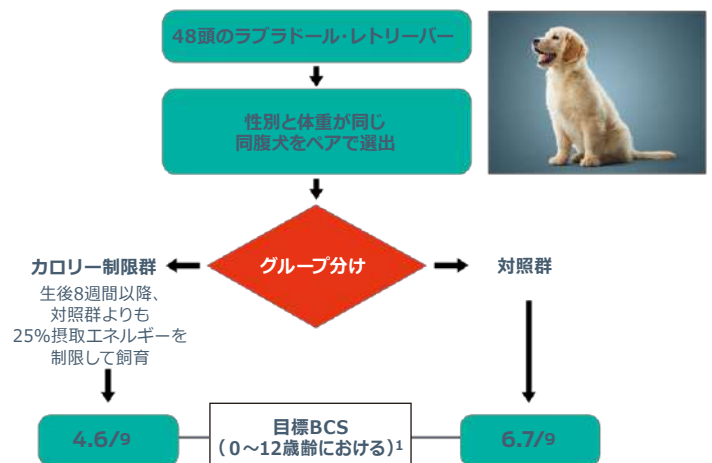 48頭のラブラドール・レトリーバー
性別と体重が同じ
同腹犬をペアで選出
グループ分け
カロリー制限群
生後8週間以降、
対照群よりも
25%摂取エネルギーを
制限して飼育
対照群
4.6/9
目標BCS
(0〜12歳齢における)1
6.7/9